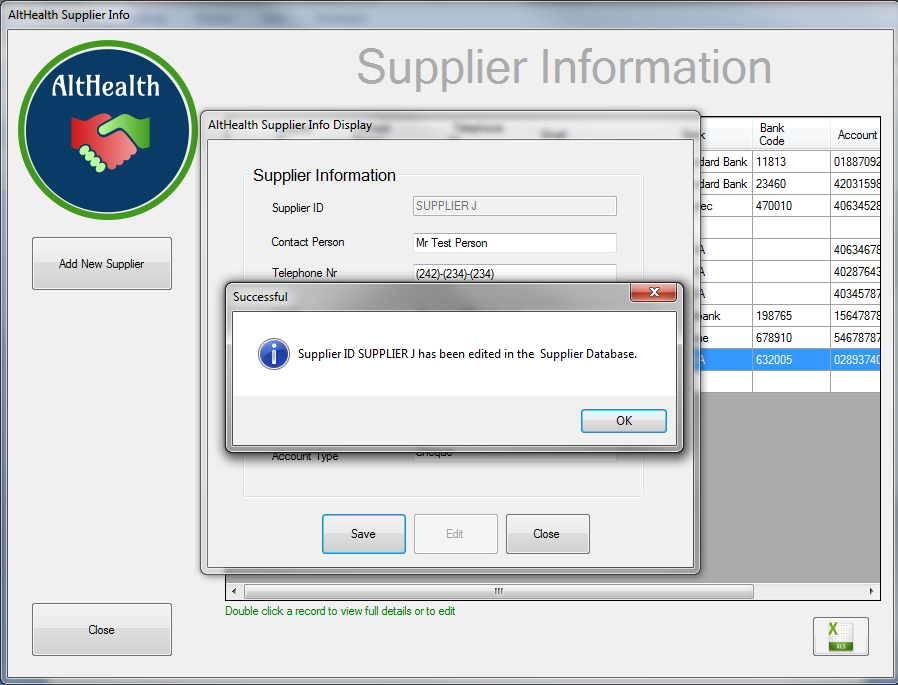 AltHealth Supplier Info
AltHealth
Supplier Information
Add New Supplier
Close
AltHealth Supplier Info Display
Supplier Information
Supplier ID SUPPLIER J
Contact Person Mr Test Person
Telephone Nr (242)-(234)-(234)
Successful
Supplier ID SUPPLIER J has been edited in the  Supplier Database.
OK
Account Type Cheque
Save Edit Close
Bank Code Account
dard Bank 11813 01887092
dard Bank 23460 42031598
ec 470010 40634528
A 40634678
A 40287643
A 40345787
bank 198765 15647878
ne 678910 54678787
A 632005 02893740
Double click a record to view full details or to edit
XLS